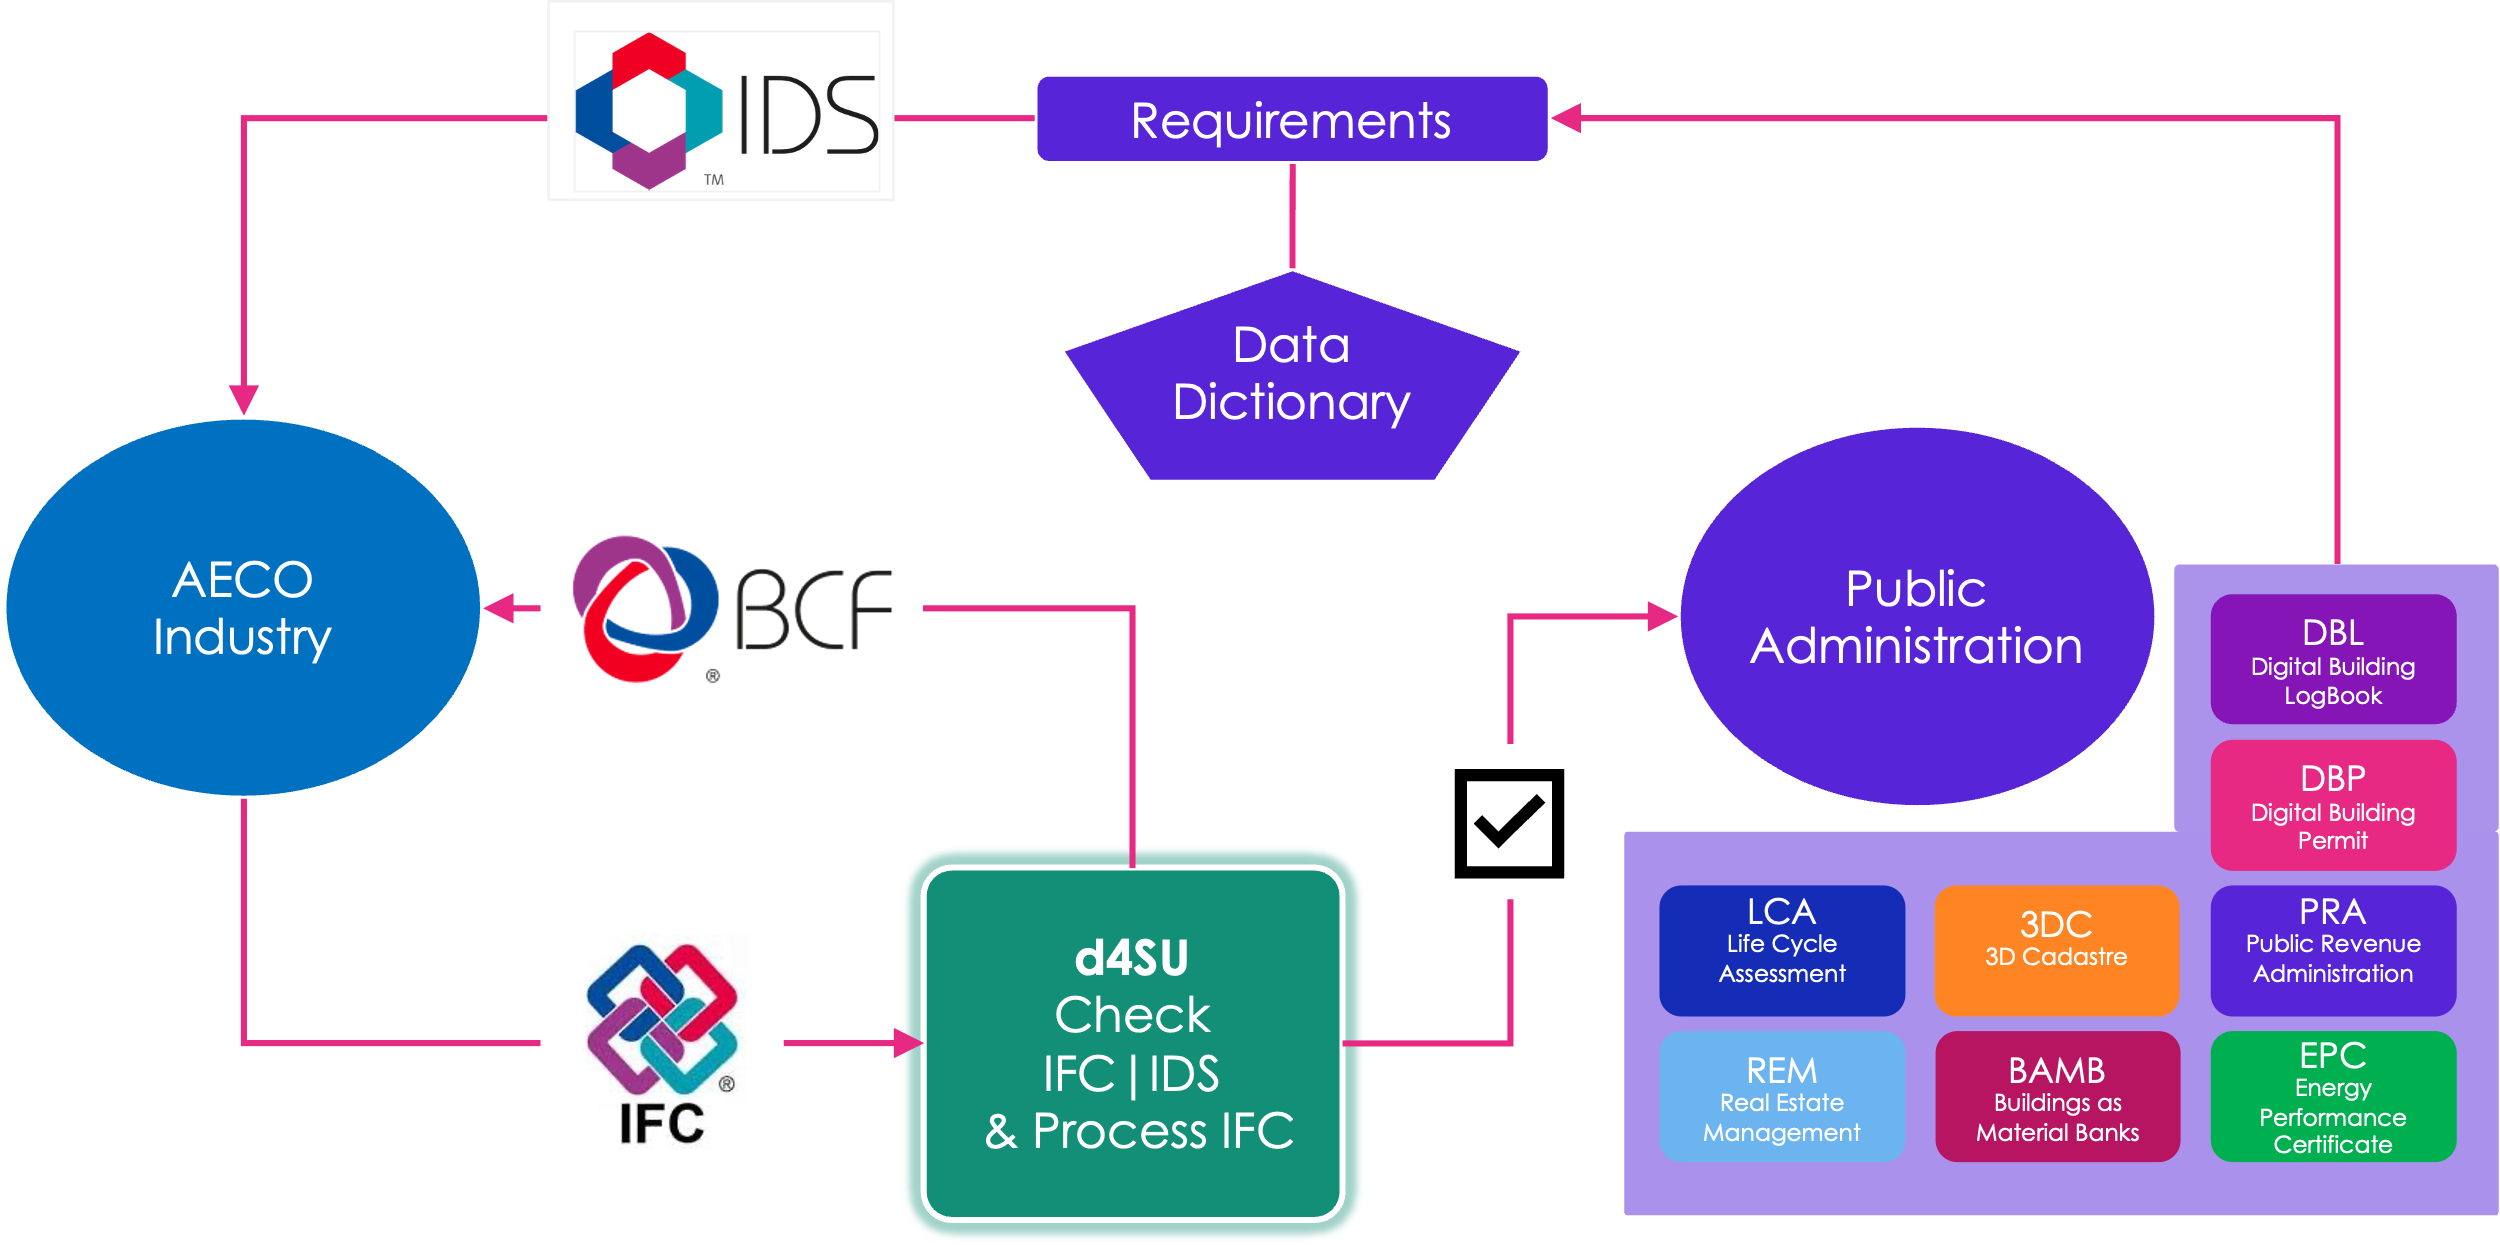 IDS
TM
Requirements
Data
Dictionary
AECO
Industry
BCF
®
Public
Administration
DBL
Digital Building
LogBook
DBP
Digital Building
Permit
d4SU
Check
IFC|IDS
& Process IFC
®
IFC
LCA
Life Cycle
Assessment
3DC
3D Cadastre
PRA
Public Revenue
Administration
REM
Real Estate
Management
BAMB
Buildings as
Material Banks
EPC
Energy
Performance
Certificate